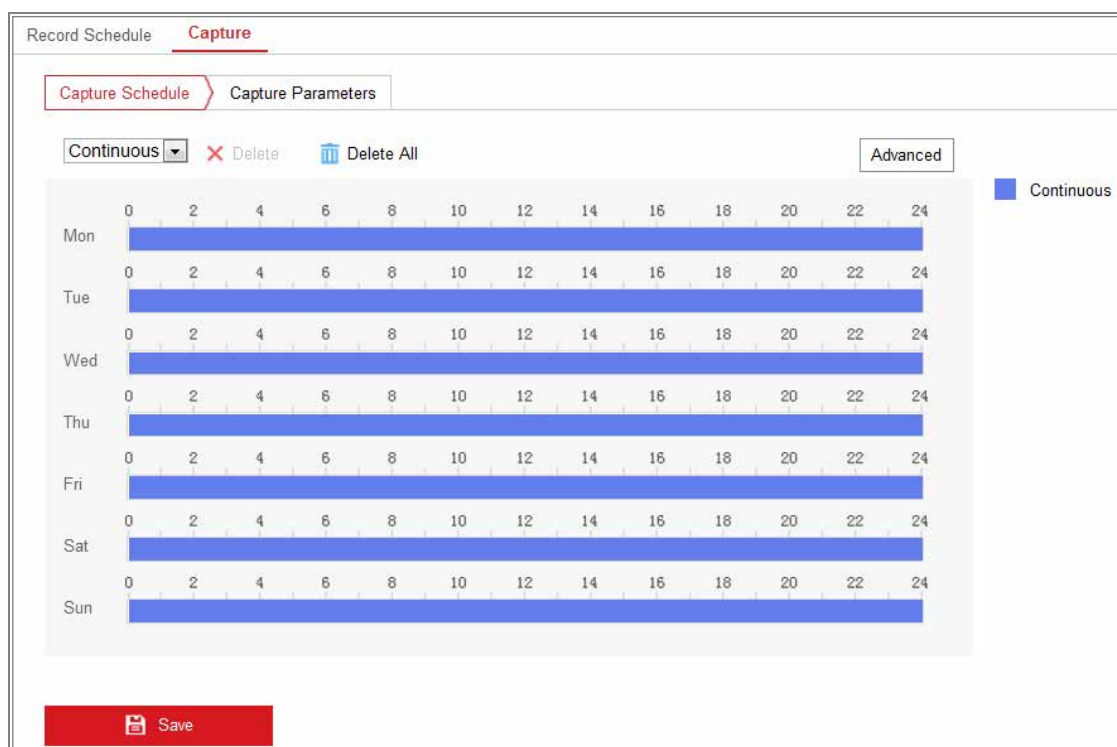 Record Schedule Capture
Capture Schedule Capture Parameters
Continuous Delete Delete All Advanced
Continuous
0 2 4 6 8 10 12 14 16 18 20 22 24
Mon
0 2 4 6 8 10 12 14 16 18 20 22 24
Tue
0 2 4 6 8 10 12 14 16 18 20 22 24
Wed
0 2 4 6 8 10 12 14 16 18 20 22 24
Thu
0 2 4 6 8 10 12 14 16 18 20 22 24
Fri
0 2 4 6 8 10 12 14 16 18 20 22 24
Sat
0 2 4 6 8 10 12 14 16 18 20 22 24
Sun
Save